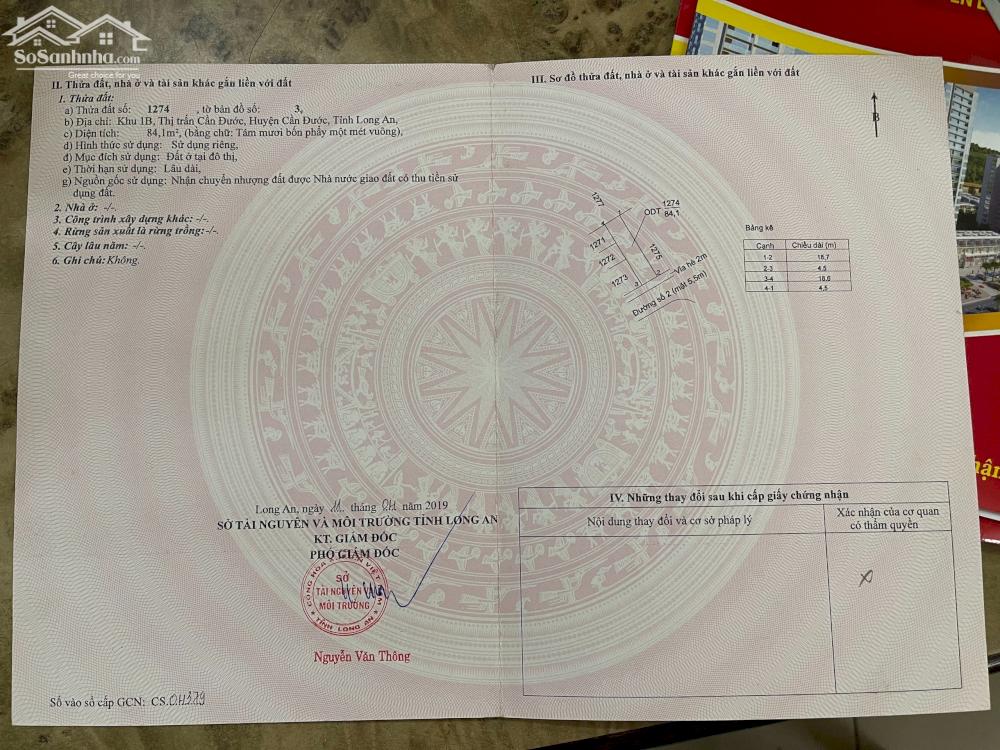 SoSanhnha.com
Great choice for you
II. Thửa đất, nhà ở và tài sản khác gắn liền với đất
1. Thửa đất:
a) Thửa đất số: 1274 , tờ bản đồ số: 3,
b) Địa chỉ: Khu 1B, Thị trấn Cần Đước, Huyện Cần Đước, Tỉnh Long An,
c) Diện tích: 84,1m², (bằng chữ: Tám mươi bốn phẩy một mét vuông),
d) Hình thức sử dụng: Sử dụng riêng,
đ) Mục đích sử dụng: Đất ở tại đô thị,
e) Thời hạn sử dụng: Lâu dài,
g) Nguồn gốc sử dụng: Nhận chuyển nhượng đất được Nhà nước giao đất có thu tiền sử
dụng đất.
2. Nhà ở: -/-.
3. Công trình xây dựng khác: -/-.
4. Rừng sản xuất là rừng trồng:-/-.
5. Cây lâu năm: -/-.
6. Ghi chú: Không.
Long An, ngày 11 tháng 04 năm 2019
SỞ TÀI NGUYÊN VÀ MÔI TRƯỜNG TỈNH LONG AN
KT. GIÁM ĐỐC
PHÓ GIÁM ĐỐC
CỘNG HÒA VIỆT NAM
SỞ
TÀI NGUYÊN
MÔI TRƯỜNG
TỈNH LONG AN
Nguyễn Văn Thông
Số vào sổ cấp GCN: CS.04379
III. Sơ đồ thửa đất, nhà ở và tài sản khác gắn liền với đất
B
1277
1274
ODT 84,1
1271
1272
1273
1275
4
3
2
Vỉa hè 2m
Đường số 2 (mặt 5,5m)
Bảng kê
Cạnh Chiều dài (m)
1-2 18,7
2-3 4,5
3-4 18,6
4-1 4,5
IV. Những thay đổi sau khi cấp giấy chứng nhận
Nội dung thay đổi và cơ sở pháp lý
Xác nhận của cơ quan
có thẩm quyền